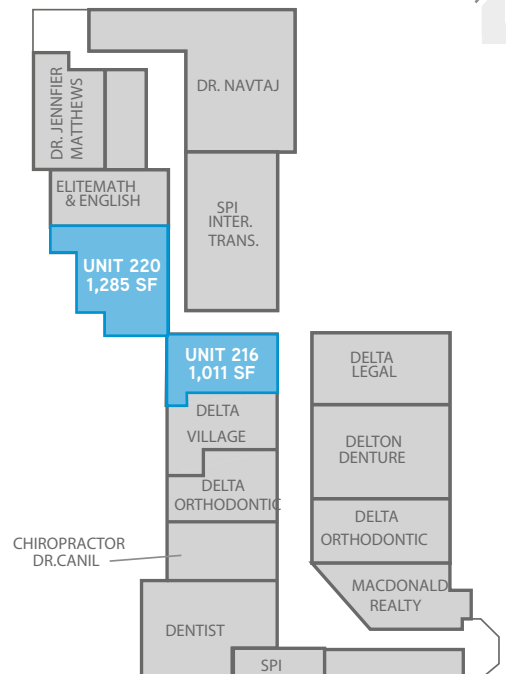 DR. NAVTAJ
DR. JENNFIER
MATTHEWS
ELITEMATH
& ENGLISH
SPI
INTER.
TRANS.
UNIT 220
1,285 SF
UNIT 216
1,011 SF
DELTA
LEGAL
DELTA
VILLAGE
DELTON
DENTURE
DELTA
ORTHODONTIC
DELTA
ORTHODONTIC
CHIROPRACTOR
DR.CANIL
MACDONALD
REALTY
DENTIST
SPI